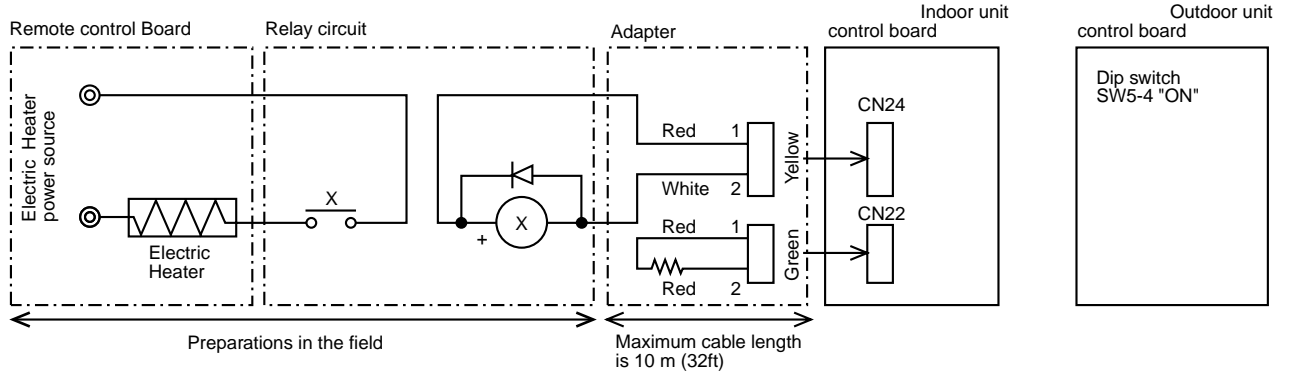 Remote control Board
Relay circuit
Adapter
Indoor unit
control board
Outdoor unit
control board
Electric Heater
power source
Electric
Heater
X
X
+
Red 1
White 2
Yellow
Red 1
Red 2
Green
CN24
CN22
Dip switch
SW5-4 "ON"
Preparations in the field
Maximum cable length
is 10 m (32ft)